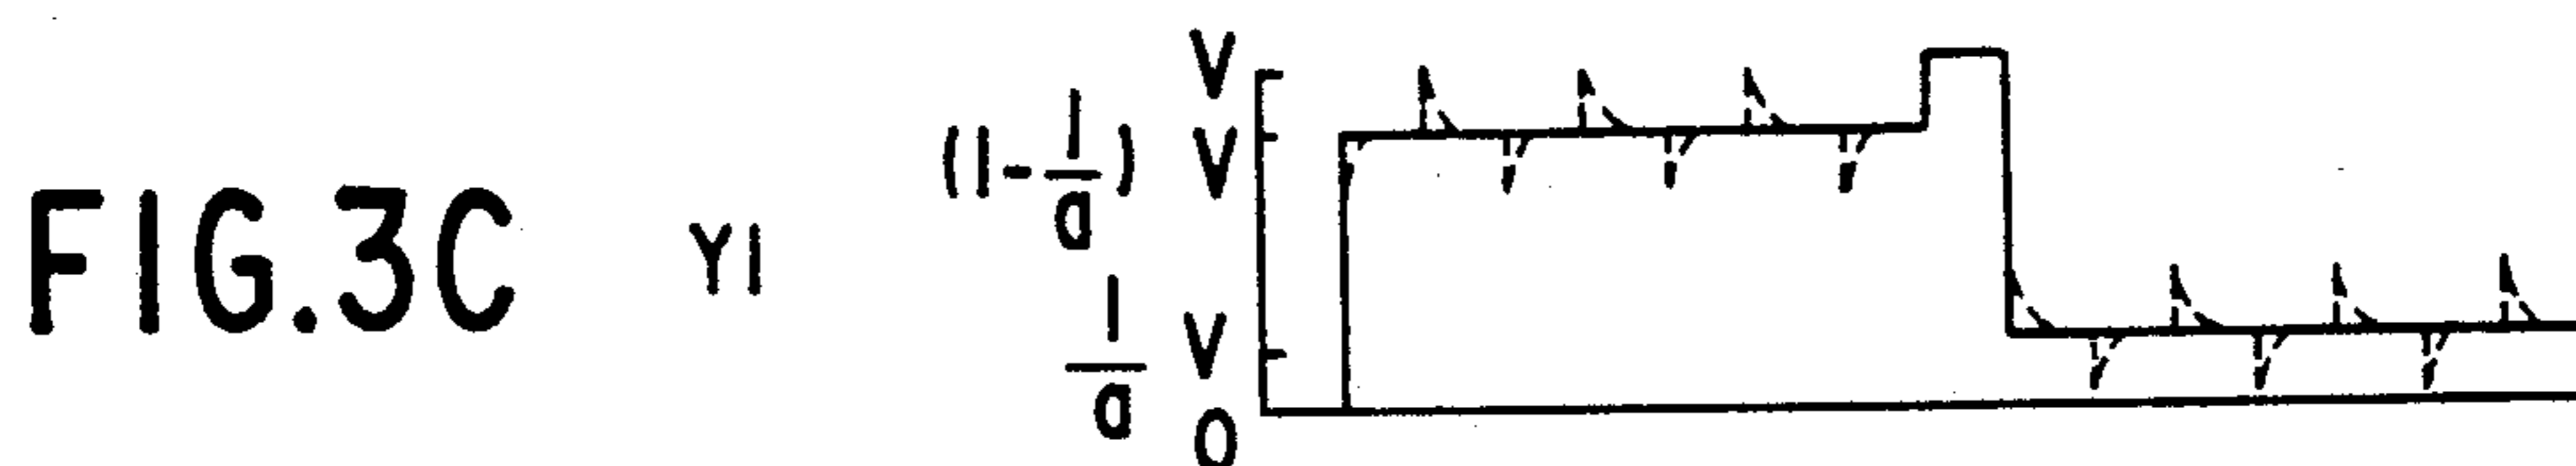 FIG.3C
Y1
V
(1-1/a) V
1/a V
0